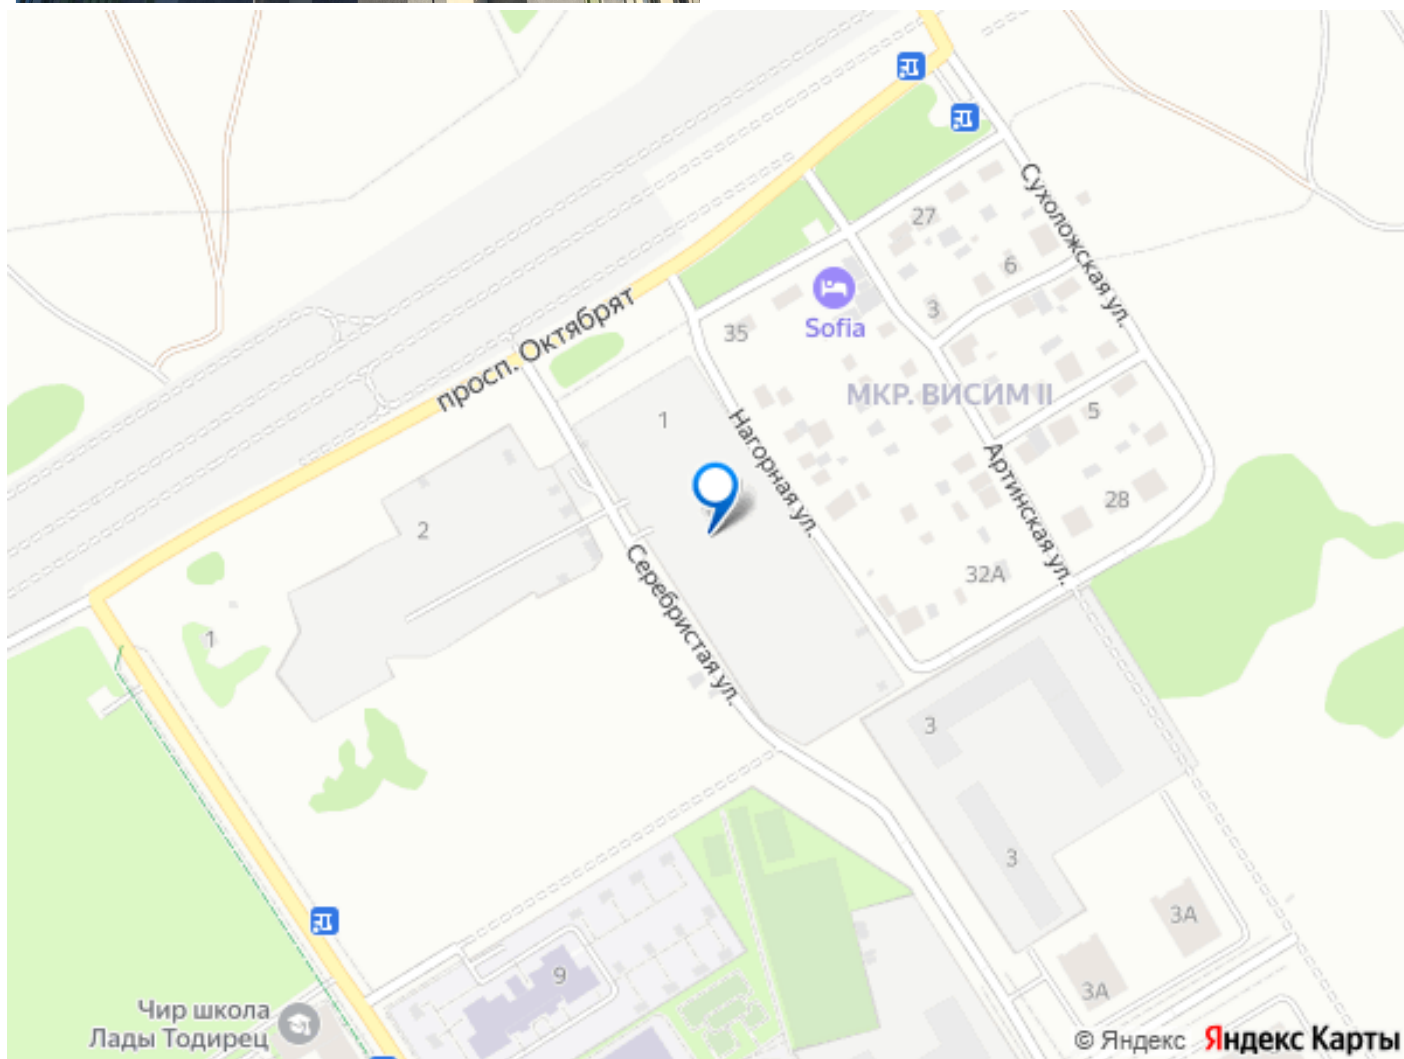 Сухоложская ул.
27
6
3
Sofia
35
просп. Октябрят
МКР. ВИСИМ II
5
1
Нагорная ул.
Артинская ул.
28
2
32А
Серебристая ул.
1
3
3
3А
3А
9
Чир школа
Лады Тодирец
© Яндекс Яндекс Карты